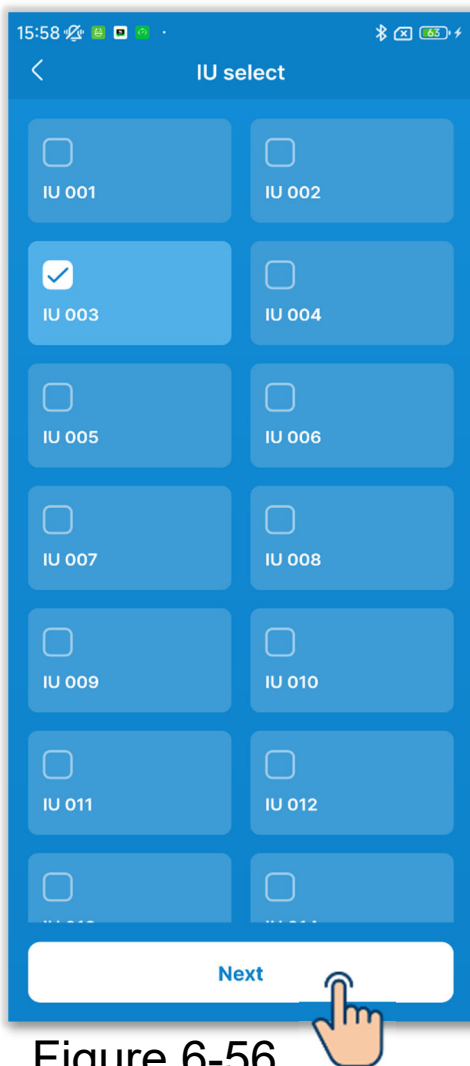 15:58 63
IU select
IU 001 IU 002
IU 003 IU 004
IU 005 IU 006
IU 007 IU 008
IU 009 IU 010
IU 011 IU 012
Next
Figure 6-56